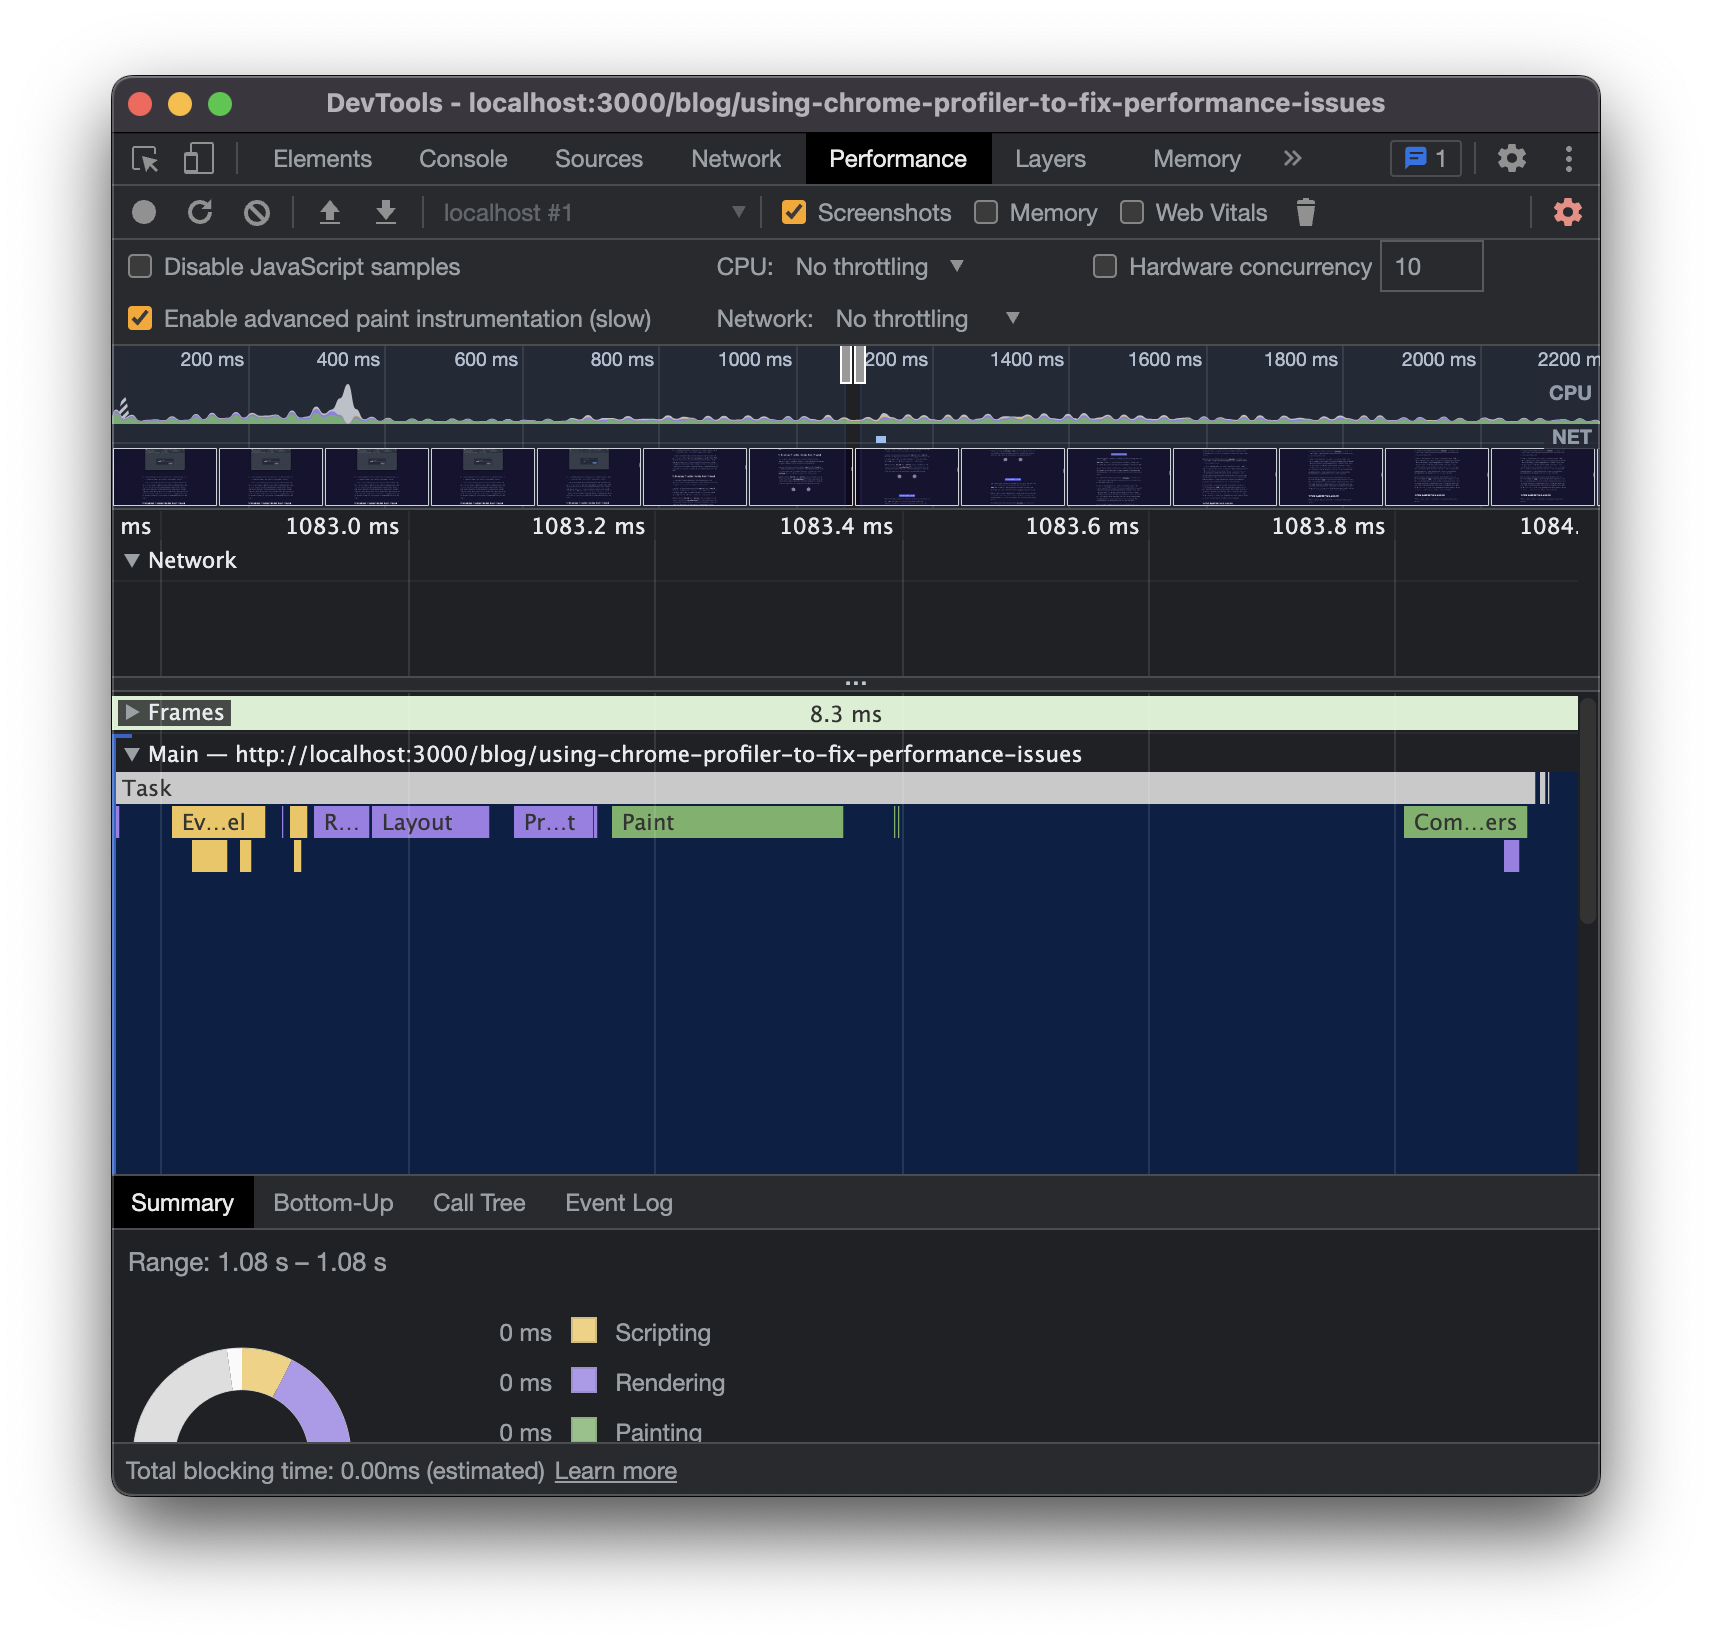 DevTools - localhost:3000/blog/using-chrome-profiler-to-fix-performance-issues
Elements Console Sources Network Performance Layers Memory 1
localhost #1 Screenshots Memory Web Vitals
Disable JavaScript samples CPU: No throttling Hardware concurrency 10
Enable advanced paint instrumentation (slow) Network: No throttling
200 ms 400 ms 600 ms 800 ms 1000 ms 200 ms 1400 ms 1600 ms 1800 ms 2000 ms 2200 m
CPU
NET
ms 1083.0 ms 1083.2 ms 1083.4 ms 1083.6 ms 1083.8 ms 1084.
Network
Frames 8.3 ms
Main — http://localhost:3000/blog/using-chrome-profiler-to-fix-performance-issues
Task
Ev…el R… Layout Pr…t Paint Com…ers
Summary Bottom-Up Call Tree Event Log
Range: 1.08 s – 1.08 s
0 ms Scripting
0 ms Rendering
0 ms Painting
Total blocking time: 0.00ms (estimated) Learn more